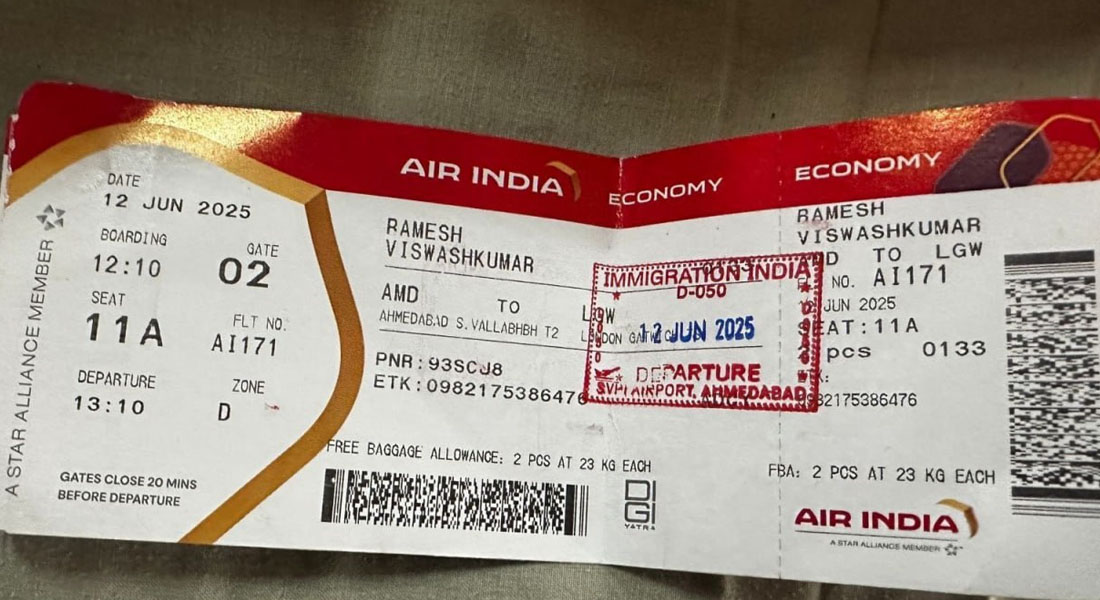 A STAR ALLIANCE MEMBER
DATE
12 JUN 2025
BOARDING
12:10
GATE
02
SEAT
11A
FLT NO.
AI171
DEPARTURE
13:10
ZONE
D
GATES CLOSE 20 MINS
BEFORE DEPARTURE
AIR INDIA
ECONOMY
RAMESH
VISWASHKUMAR
AMD TO LGW
AHMEDABAD S.VALLABHBH T2
PNR:93SCJ8
ETK:0982175386476
FREE BAGGAGE ALLOWANCE: 2 PCS AT 23 KG EACH
DIGI
YATRA
IMMIGRATION INDIA
D-050
12 JUN 2025
DEPARTURE
SVPI AIRPORT, AHMEDABAD
ECONOMY
RAMESH
VISWASHKUMAR
AMD TO LGW
NO. AI171
JUN 2025
SEAT:11A
pcs 0133
982175386476
FBA: 2 PCS AT 23 KG EACH
AIR INDIA
A STAR ALLIANCE MEMBER